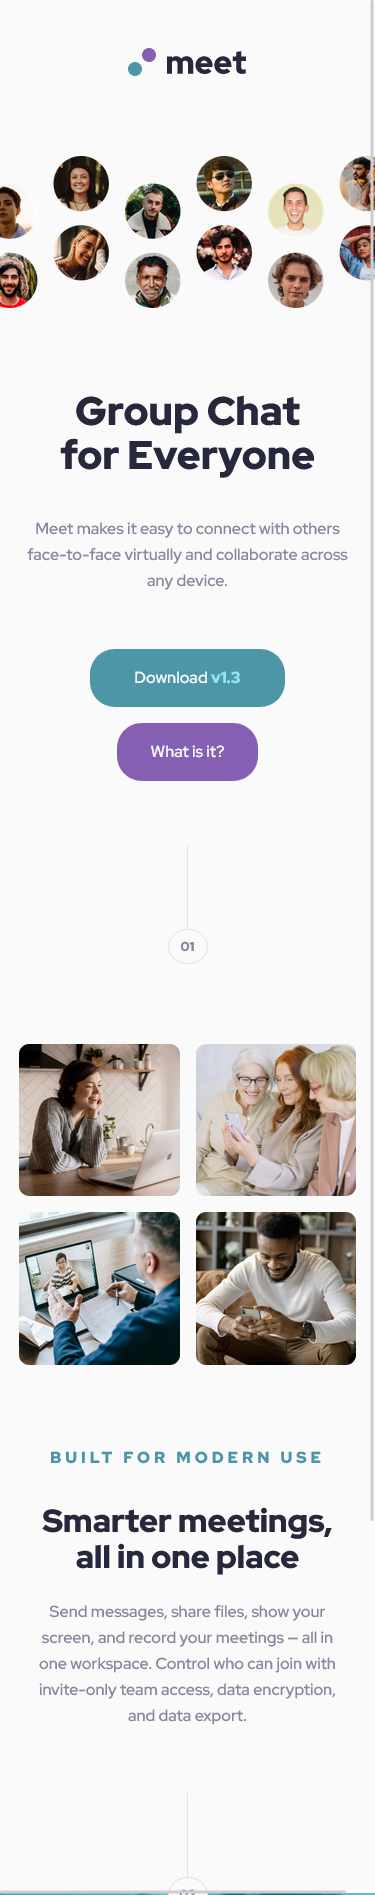 meet
Group Chat
for Everyone
Meet makes it easy to connect with others
face-to-face virtually and collaborate across
any device.
Download v1.3
What is it?
01
BUILT FOR MODERN USE
Smarter meetings,
all in one place
Send messages, share files, show your
screen, and record your meetings — all in
one workspace. Control who can join with
invite-only team access, data encryption,
and data export.